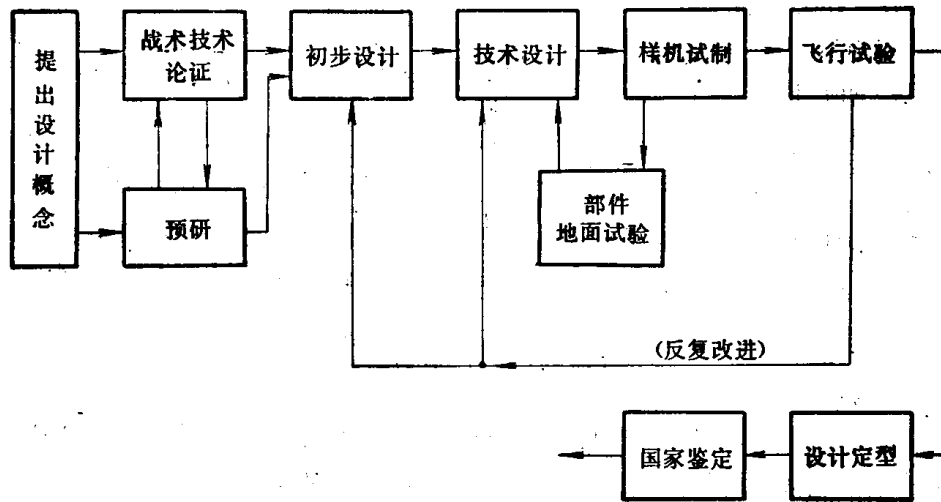 提出设计概念
战术技术
论证
初步设计
技术设计
样机试制
飞行试验
预研
部件
地面试验
(反复改进)
国家鉴定
设计定型